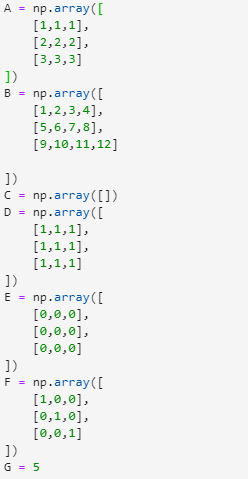 A = np.array([
    [1,1,1],
    [2,2,2],
    [3,3,3]
])
B = np.array([
    [1,2,3,4],
    [5,6,7,8],
    [9,10,11,12]

])
C = np.array([])
D = np.array([
    [1,1,1],
    [1,1,1],
    [1,1,1]
])
E = np.array([
    [0,0,0],
    [0,0,0],
    [0,0,0]
])
F = np.array([
    [1,0,0],
    [0,1,0],
    [0,0,1]
])
G = 5